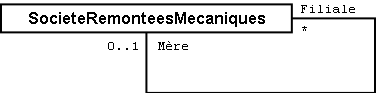 Filiale
SocieteRemonteesMecaniques
*
0..1 Mère